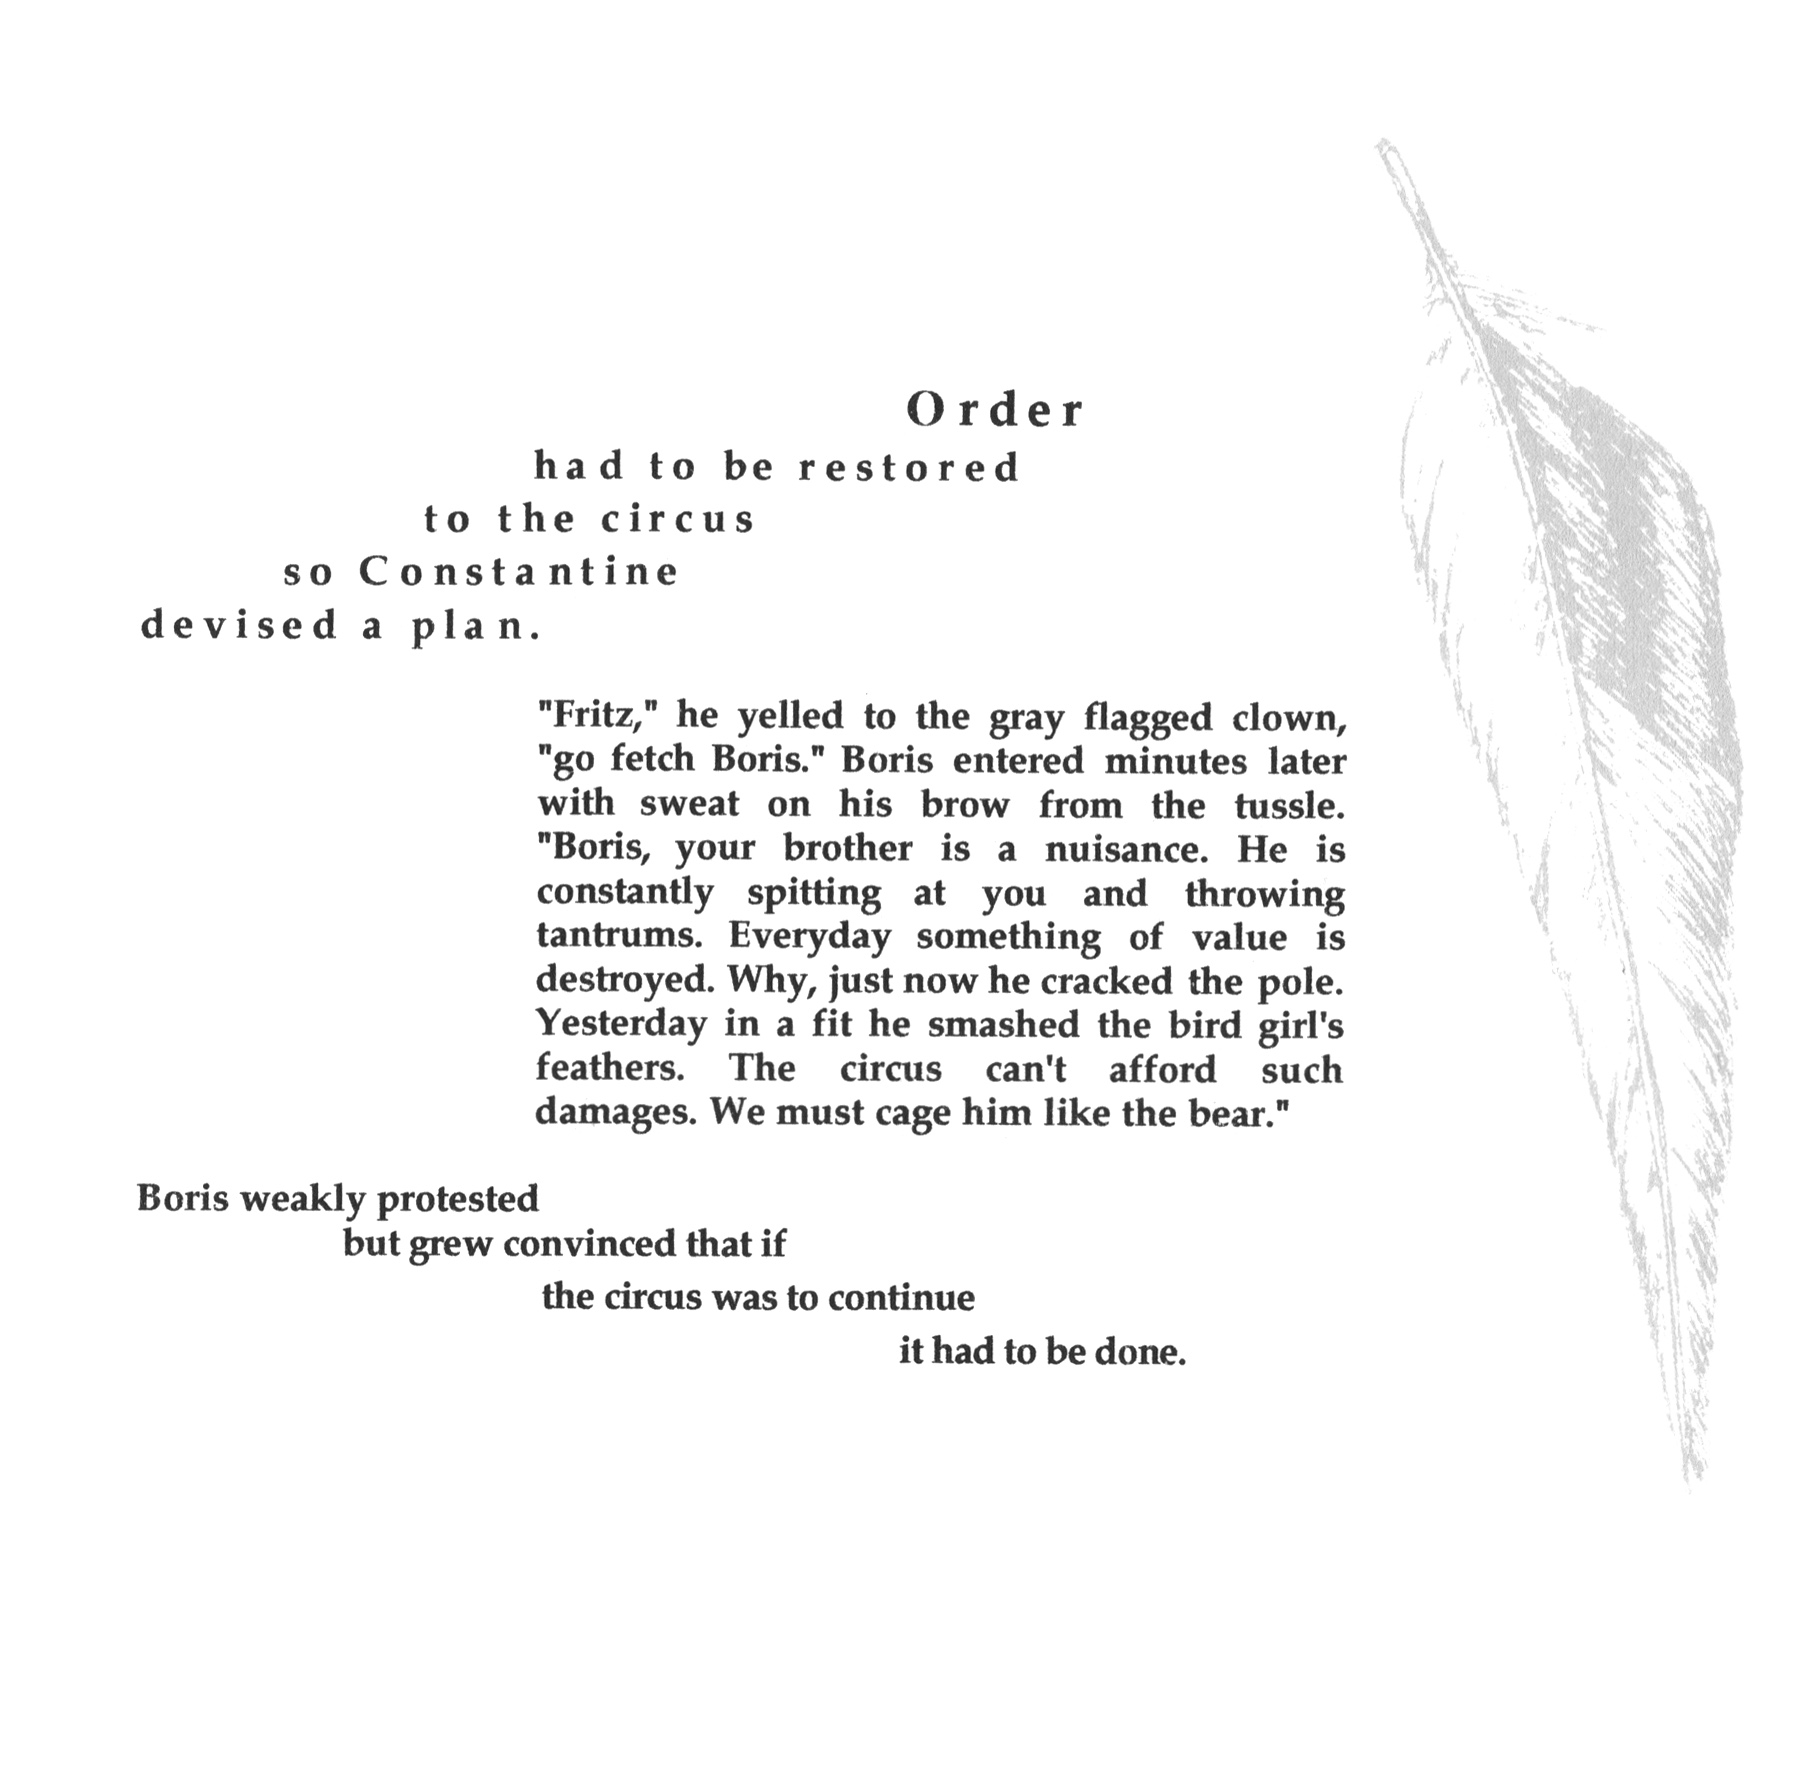 Order
had to be restored
to the circus
so Constantine
devised a plan.
"Fritz," he yelled to the gray flagged clown,
"go fetch Boris." Boris entered minutes later
with sweat on his brow from the tussle.
"Boris, your brother is a nuisance. He is
constantly spitting at you and throwing
tantrums. Everyday something of value is
destroyed. Why, just now he cracked the pole.
Yesterday in a fit he smashed the bird girl's
feathers. The circus can't afford such
damages. We must cage him like the bear."
Boris weakly protested
but grew convinced that if
the circus was to continue
it had to be done.